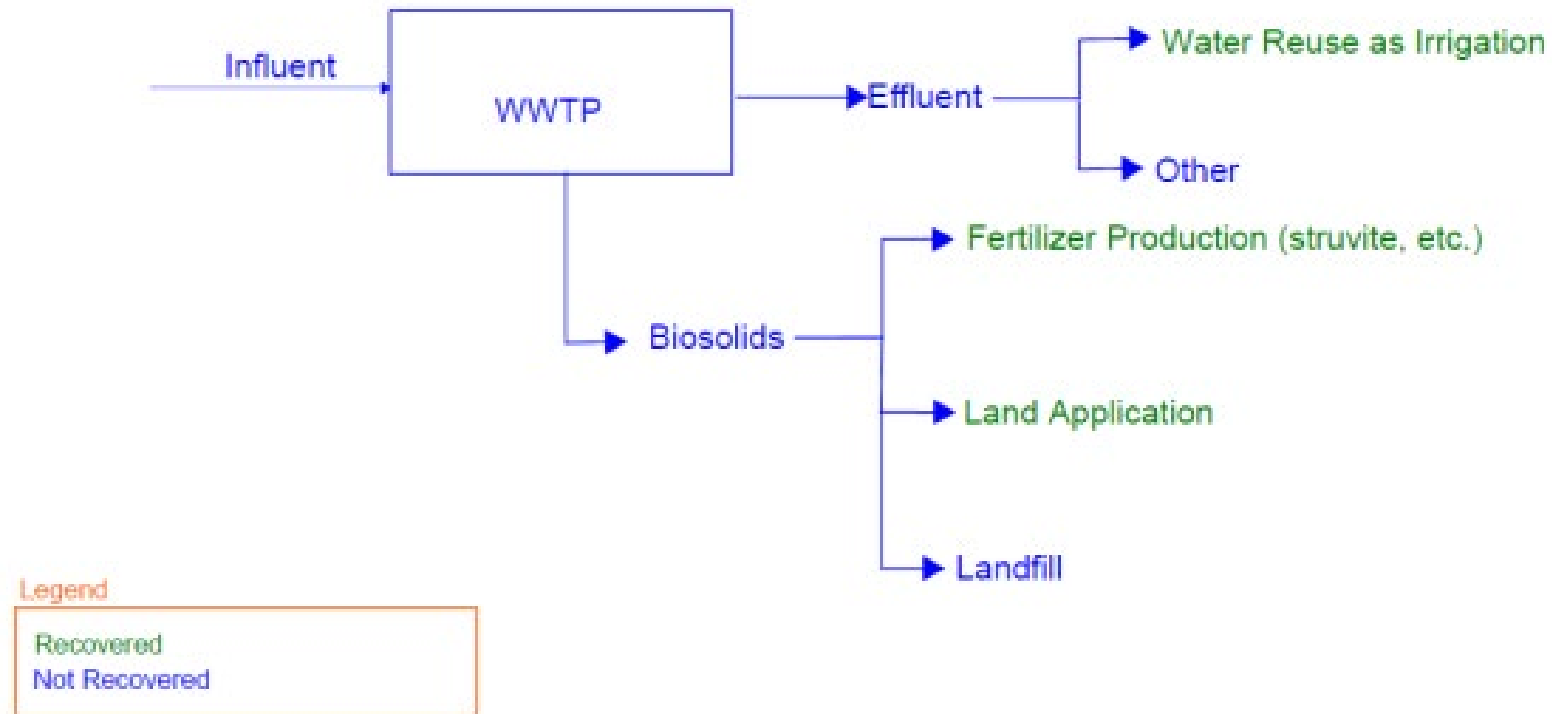 Influent
WWTP
Effluent
Water Reuse as Irrigation
Other
Biosolids
Fertilizer Production (struvite, etc.)
Land Application
Landfill
Legend
Recovered
Not Recovered